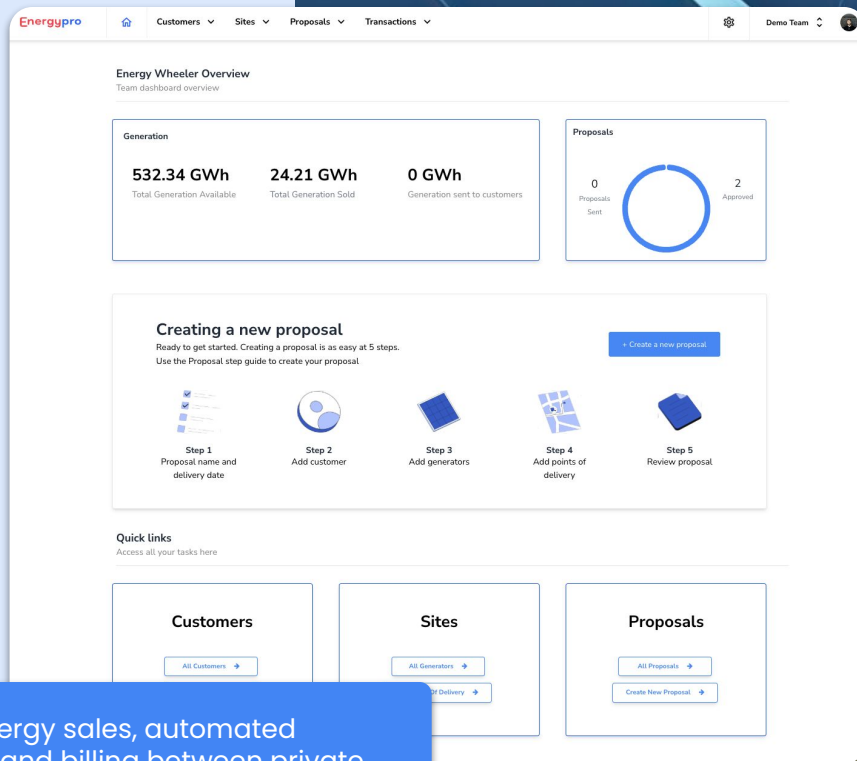 Energypro
Customers
Sites
Proposals
Transactions
Demo Team
Energy Wheeler Overview
Team dashboard overview
Generation
532.34 GWh
Total Generation Available
24.21 GWh
Total Generation Sold
0 GWh
Generation sent to customers
Proposals
0
Proposals
Sent
2
Approved
Creating a new proposal
Ready to get started. Creating a proposal is as easy at 5 steps.
Use the Proposal step guide to create your proposal
+ Create a new proposal
Step 1
Proposal name and
delivery date
Step 2
Add customer
Step 3
Add generators
Step 4
Add points of
delivery
Step 5
Review proposal
Quick links
Access all your tasks here
Customers
All Customers
Sites
All Generators
Of Delivery
Proposals
All Proposals
Create New Proposal
sales, automated
and billing between private